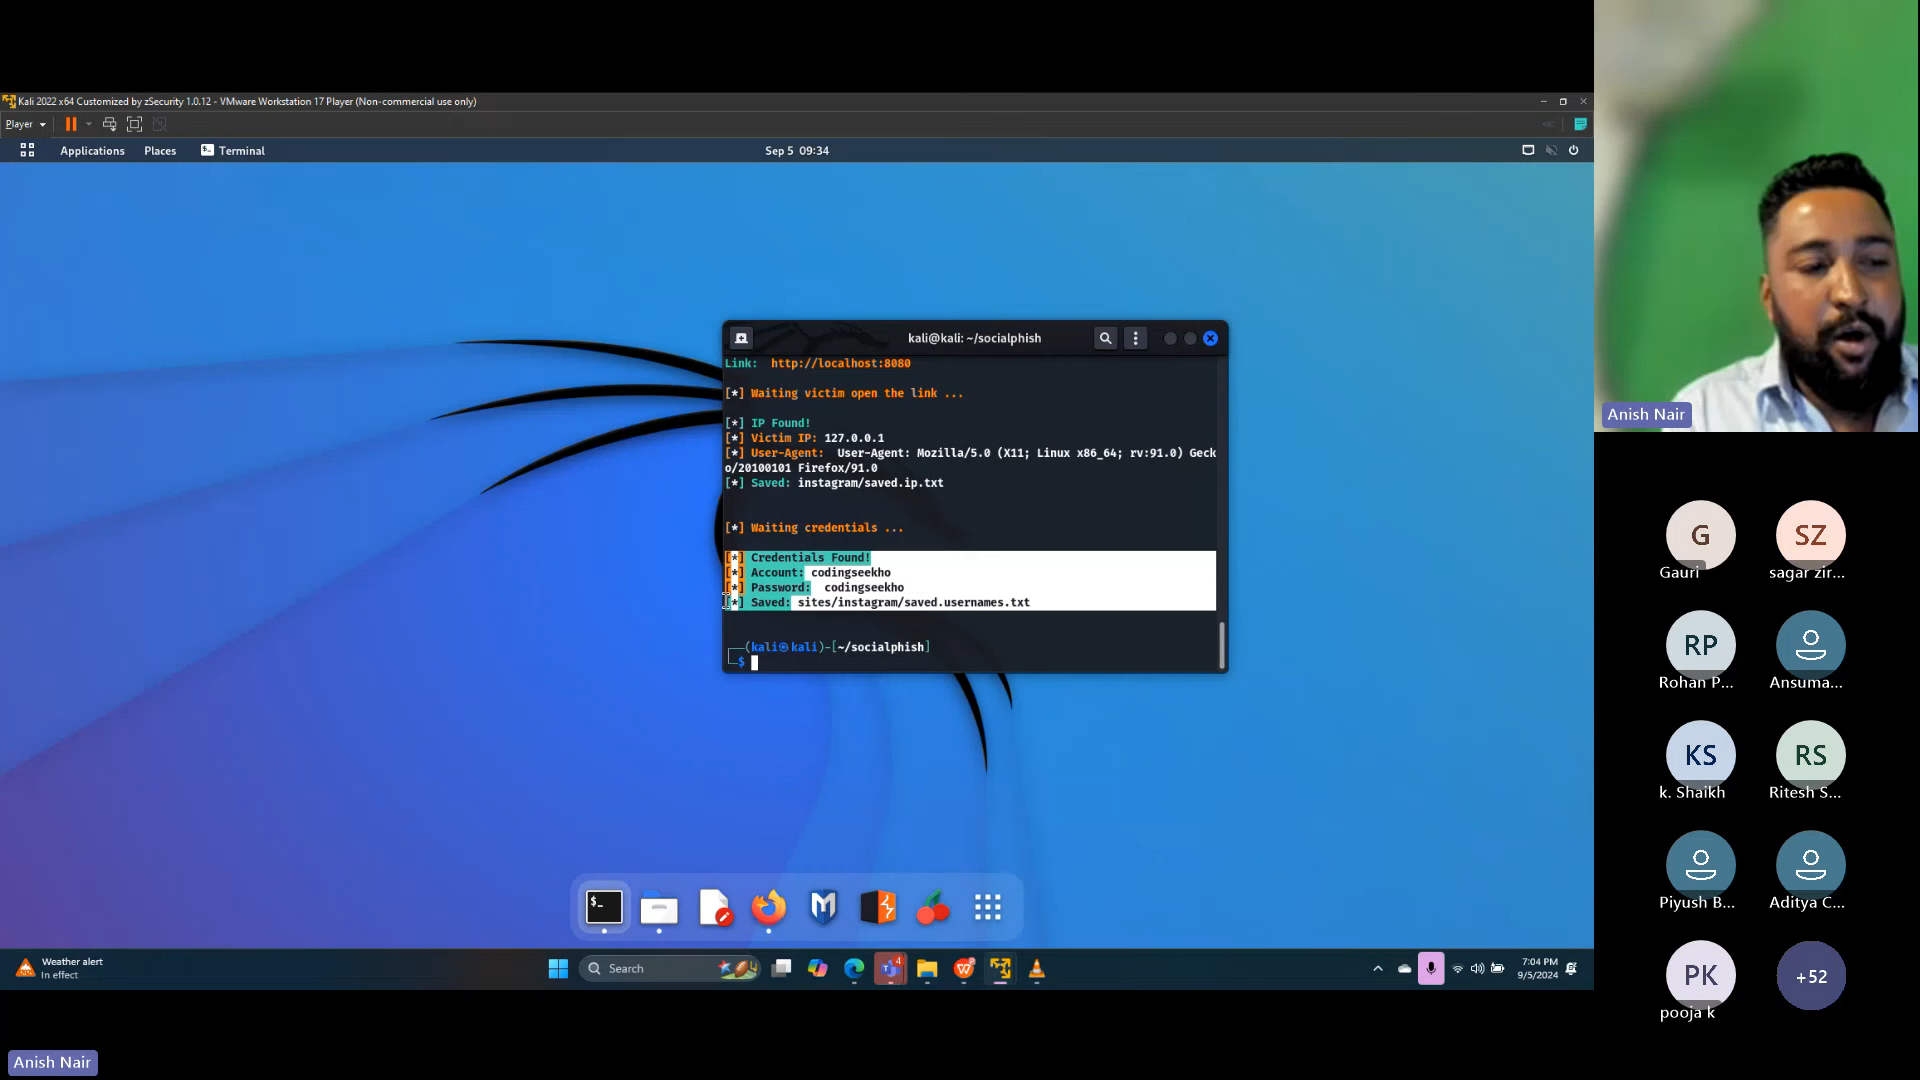 Kali 2022 x64 Customized by zSecurity 1.0.12 - VMware Workstation 17 Player (Non-commercial use only)
Player
Applications
Places
Terminal
Sep 5 09:34
kali@kali: ~/socialphish
Link: http://localhost:8080
[*] Waiting victim open the link ...
[*] IP Found!
[*] Victim IP: 127.0.0.1
[*] User-Agent: User-Agent: Mozilla/5.0 (X11; Linux x86_64; rv:91.0) Geck
o/20100101 Firefox/91.0
[*] Saved: instagram/saved.ip.txt
[*] Waiting credentials ...
[*] Credentials Found!
[*] Account: codingseekho
[*] Password: codingseekho
[*] Saved: sites/instagram/saved.usernames.txt
(kali㉿kali)-[~/socialphish]
$
$_
Weather alert
In effect
Search
4
7:04 PM
9/5/2024
Anish Nair
G
Gauri
SZ
sagar zir...
RP
Rohan P...
Ansuma...
KS
k. Shaikh
RS
Ritesh S...
Piyush B...
Aditya C...
PK
pooja k
+52
Anish Nair